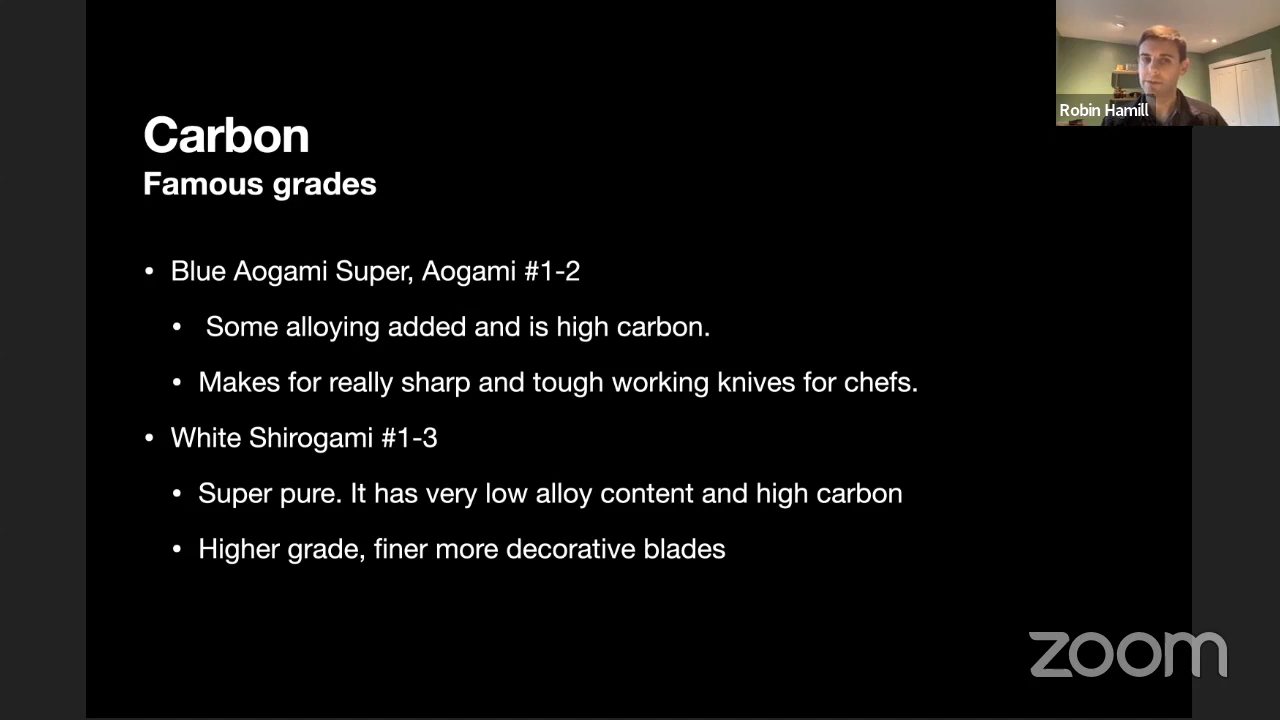 Robin Hamill
Carbon
Famous grades
• Blue Aogami Super, Aogami #1-2
• Some alloying added and is high carbon.
• Makes for really sharp and tough working knives for chefs.
• White Shirogami #1-3
• Super pure. It has very low alloy content and high carbon
• Higher grade, finer more decorative blades
zoom